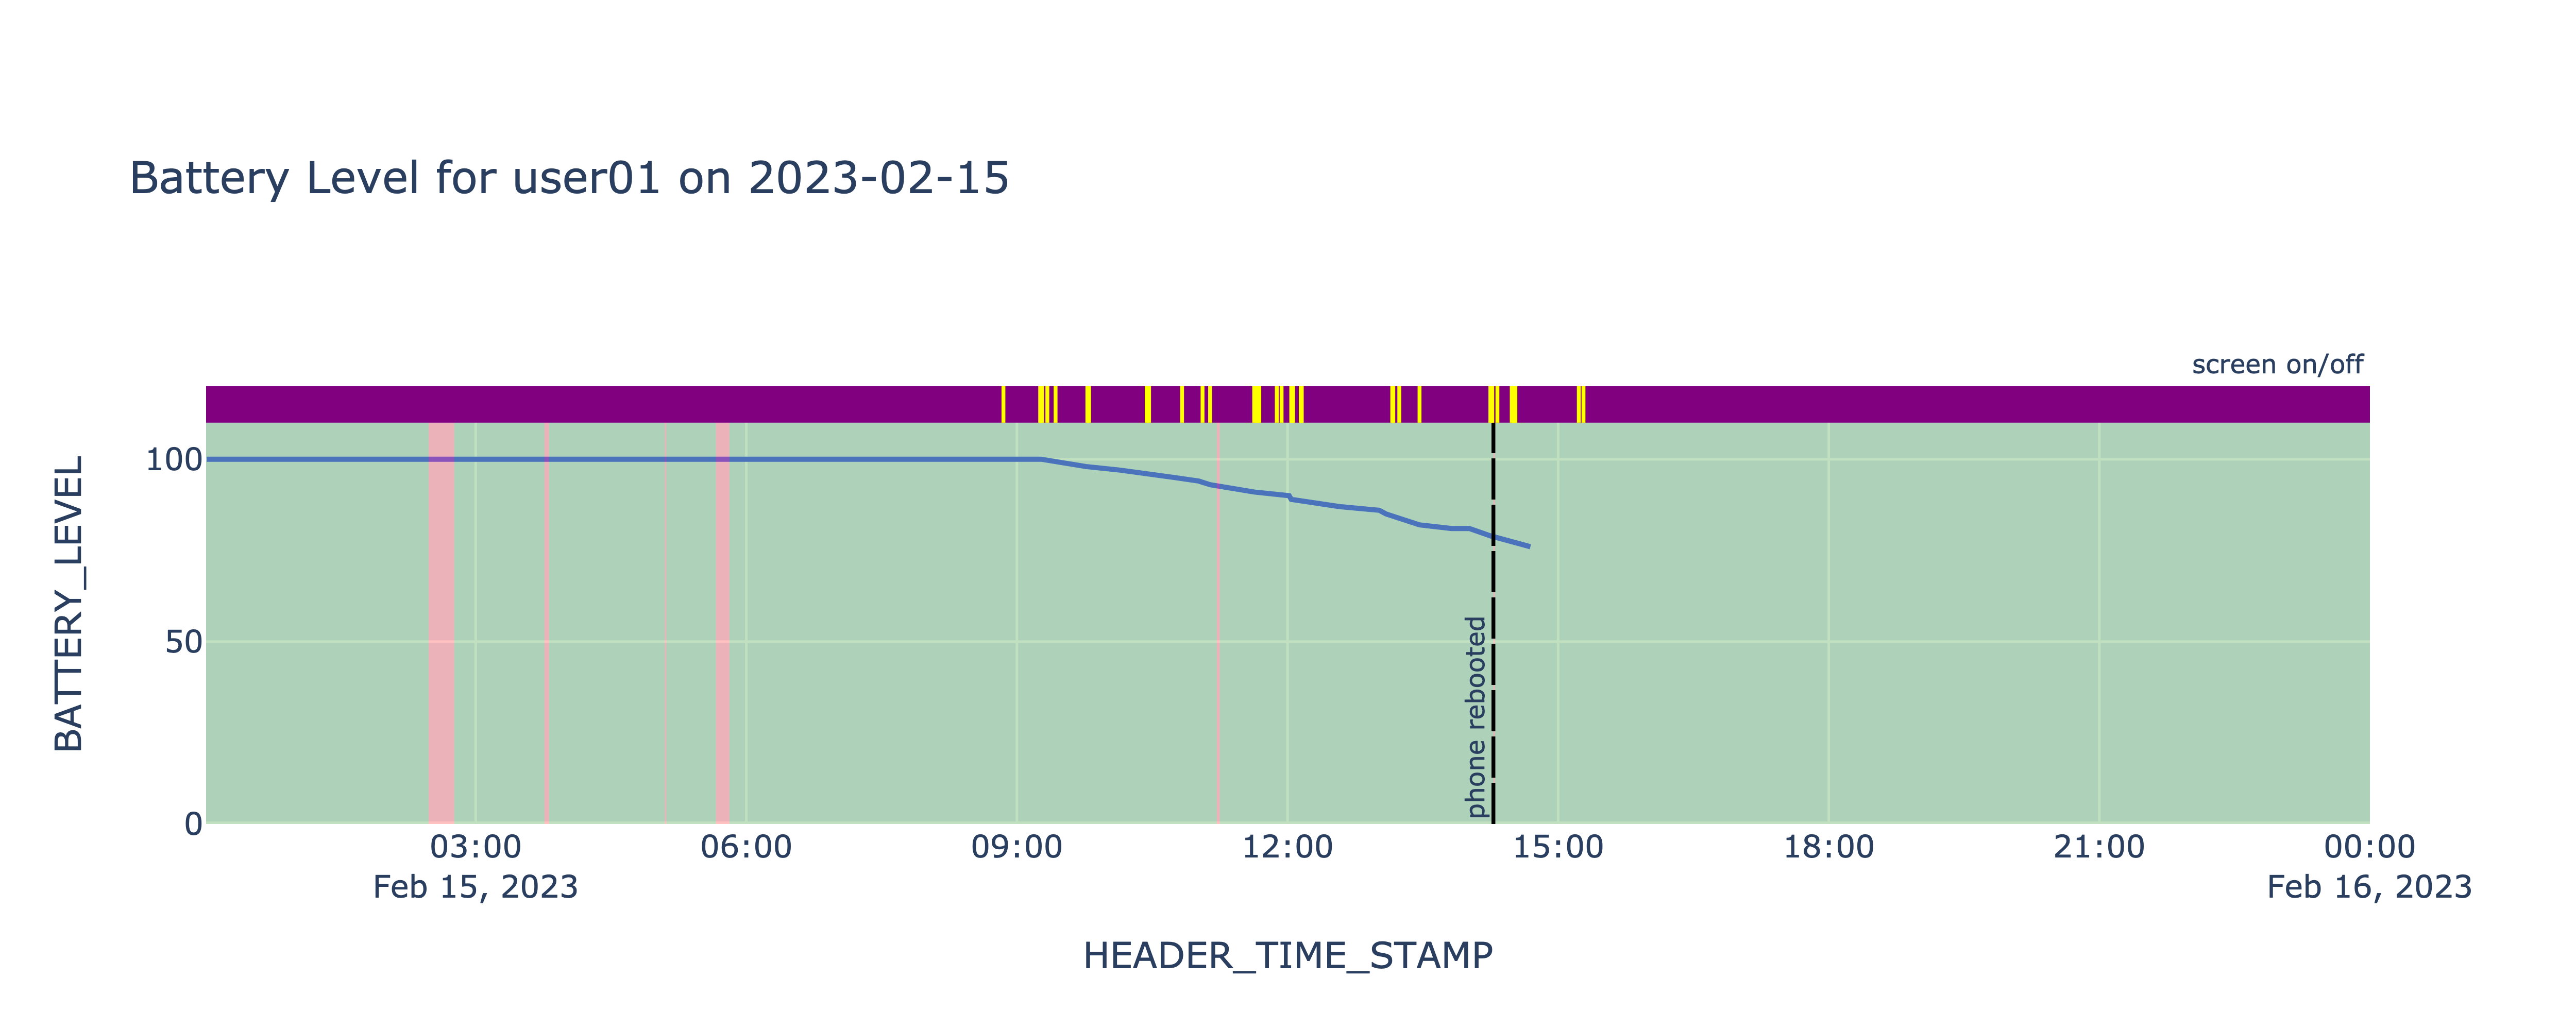 Battery Level for user01 on 2023-02-15
screen on/off
BATTERY_LEVEL
100
50
0
phone rebooted
03:00 06:00 09:00 12:00 15:00 18:00 21:00 00:00
Feb 15, 2023 Feb 16, 2023
HEADER_TIME_STAMP